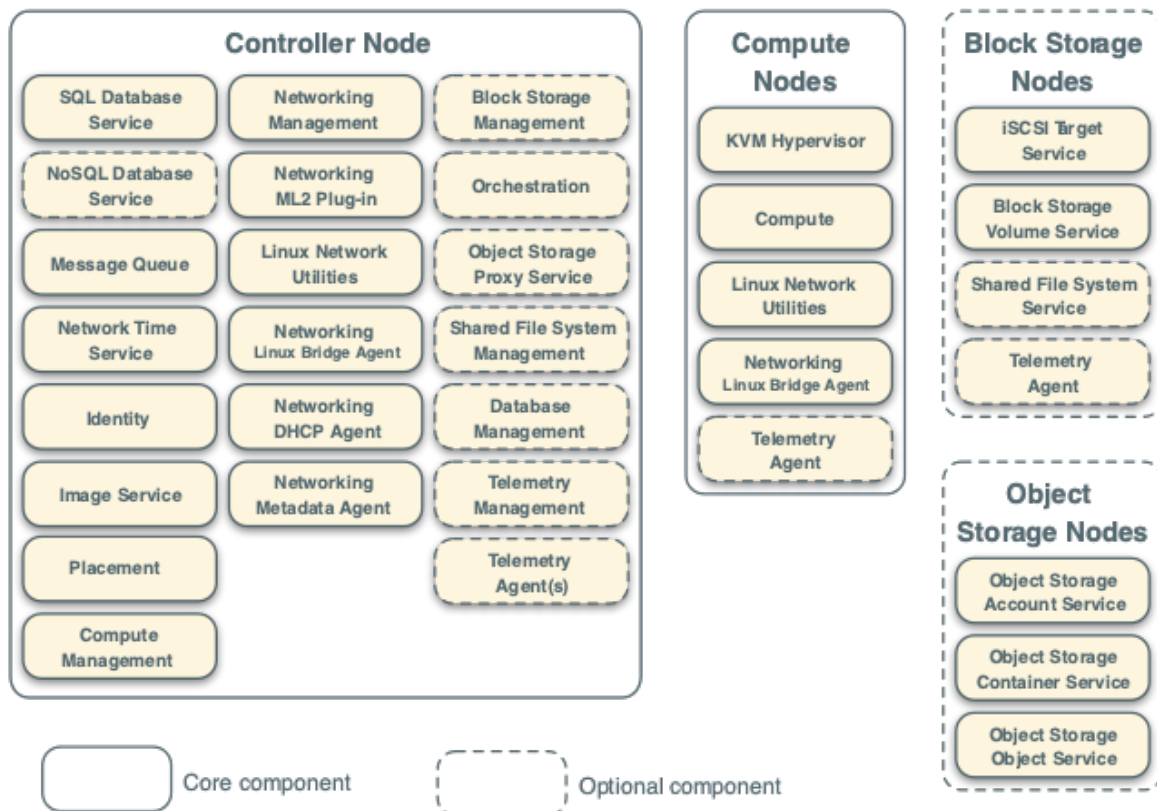 Controller Node
SQL Database
Service
NoSQL Database
Service
Message Queue
Network Time
Service
Identity
Image Service
Placement
Compute
Management
Networking
Management
Networking
ML2 Plug-in
Linux Network
Utilities
Networking
Linux Bridge Agent
Networking
DHCP Agent
Networking
Metadata Agent
Block Storage
Management
Orchestration
Object Storage
Proxy Service
Shared File System
Management
Database
Management
Telemetry
Management
Telemetry
Agent(s)
Compute
Nodes
KVM Hypervisor
Compute
Linux Network
Utilities
Networking
Linux Bridge Agent
Telemetry
Agent
Block Storage
Nodes
iSCSI Target
Service
Block Storage
Volume Service
Shared File System
Service
Telemetry
Agent
Object
Storage Nodes
Object Storage
Account Service
Object Storage
Container Service
Object Storage
Object Service
Core component
Optional component